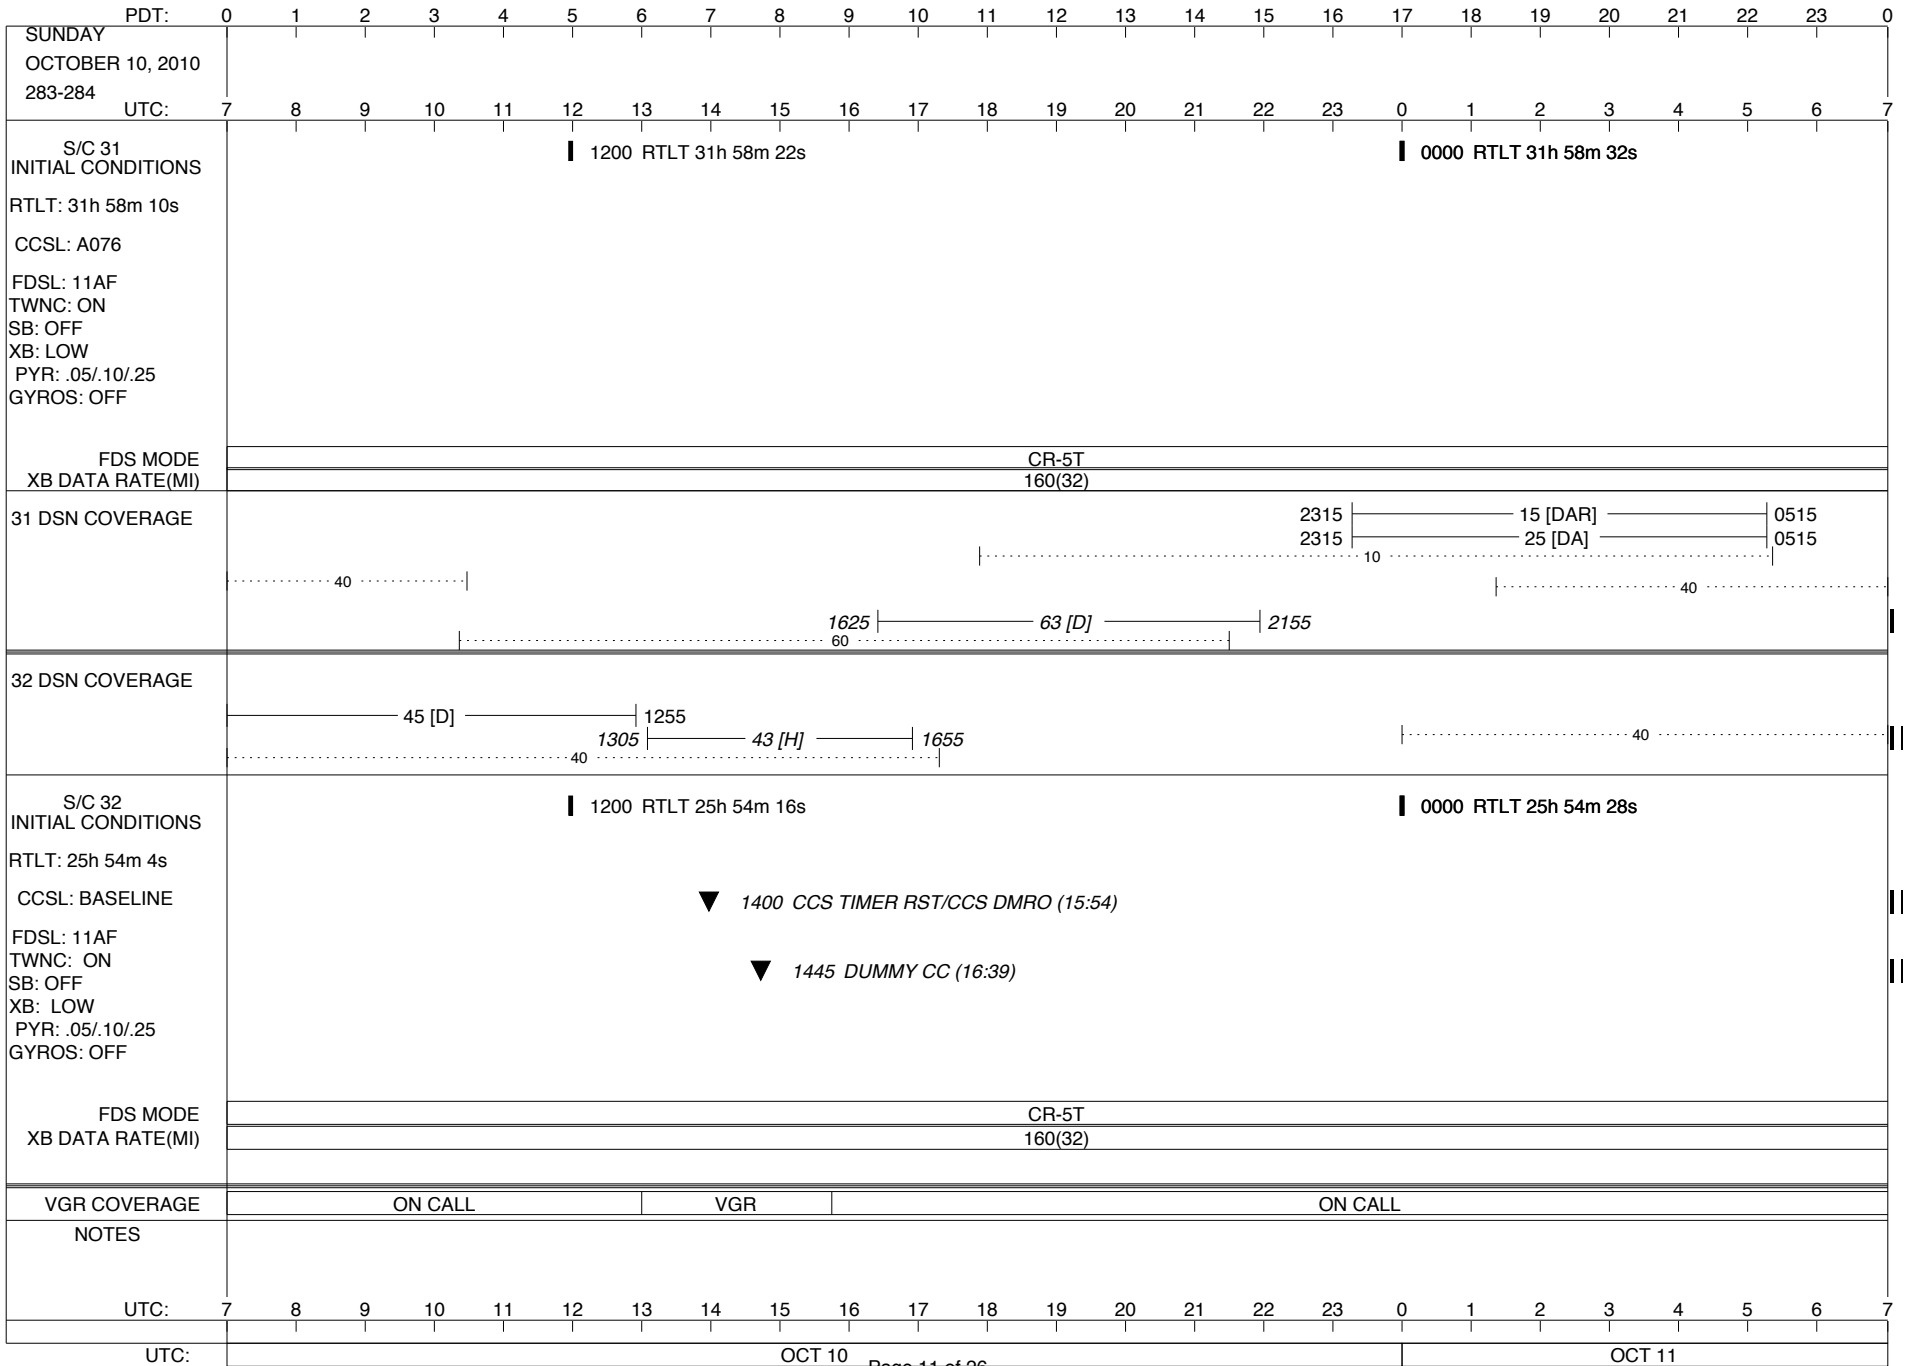 PDT: 0 1 2 3 4 5 6 7 8 9 10 11 12 13 14 15 16 17 18 19 20 21 22 23 0
SUNDAY
OCTOBER 10, 2010
283-284
UTC: 7 8 9 10 11 12 13 14 15 16 17 18 19 20 21 22 23 0 1 2 3 4 5 6 7
S/C 31
INITIAL CONDITIONS
1200 RTLT 31h 58m 22s
0000 RTLT 31h 58m 32s
RTLT: 31h 58m 10s
CCSL: A076
FDSL: 11AF
TWNC: ON
SB: OFF
XB: LOW
PYR: .05/.10/.25
GYROS: OFF
FDS MODE CR-5T
XB DATA RATE(MI) 160(32)
31 DSN COVERAGE
2315 15 [DAR] 0515
2315 25 [DA] 0515
10
40
40
1625 63 [D] 2155
60
32 DSN COVERAGE
45 [D] 1255
1305 43 [H] 1655
40
40
S/C 32
INITIAL CONDITIONS
1200 RTLT 25h 54m 16s
0000 RTLT 25h 54m 28s
RTLT: 25h 54m 4s
CCSL: BASELINE
1400 CCS TIMER RST/CCS DMRO (15:54)
FDSL: 11AF
TWNC: ON
1445 DUMMY CC (16:39)
SB: OFF
XB: LOW
PYR: .05/.10/.25
GYROS: OFF
FDS MODE CR-5T
XB DATA RATE(MI) 160(32)
VGR COVERAGE ON CALL VGR ON CALL
NOTES
UTC: 7 8 9 10 11 12 13 14 15 16 17 18 19 20 21 22 23 0 1 2 3 4 5 6 7
UTC: OCT 10 OCT 11
Page 11 of 26